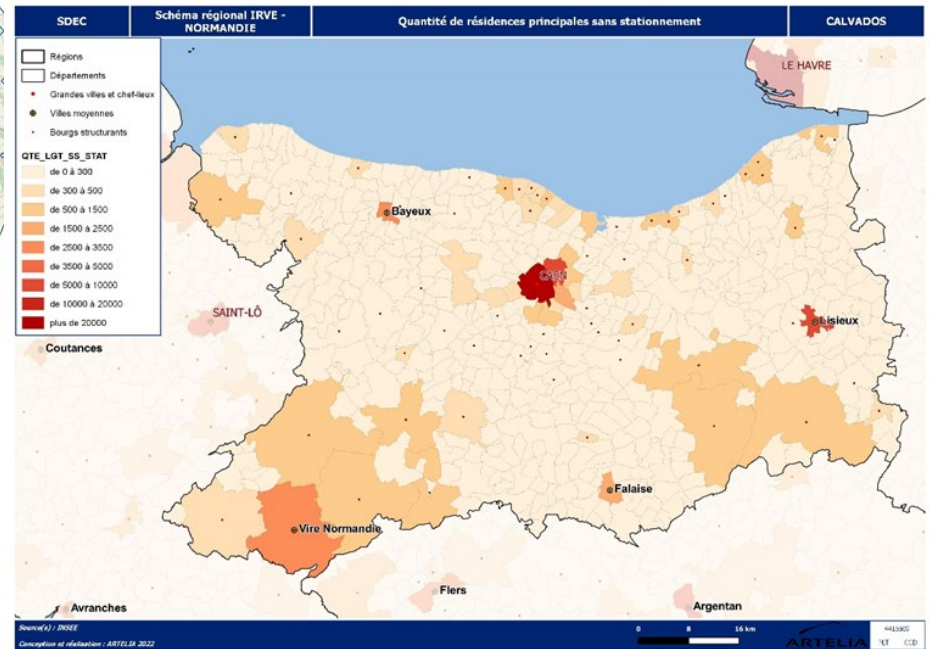 SDEC
Schéma régional IRVE -
NORMANDIE
Quantité de résidences principales sans stationnement
CALVADOS
Régions
Départements
Grandes villes et chef-lieux
Villes moyennes
Bourgs structurants
QTE_LGT_SS_STAT
de 0 à 300
de 300 à 500
de 500 à 1500
de 1500 à 2500
de 2500 à 3500
de 3500 à 5000
de 5000 à 10000
de 10000 à 20000
plus de 20000
LE HAVRE
Bayeux
CAEN
SAINT-LÔ
Lisieux
Coutances
Falaise
Vire Normandie
Flers
Avranches
Argentan
Source(s) : INSEE
Conception et réalisation : ARTELIA 2022
0 8 16 km
ARTELIA